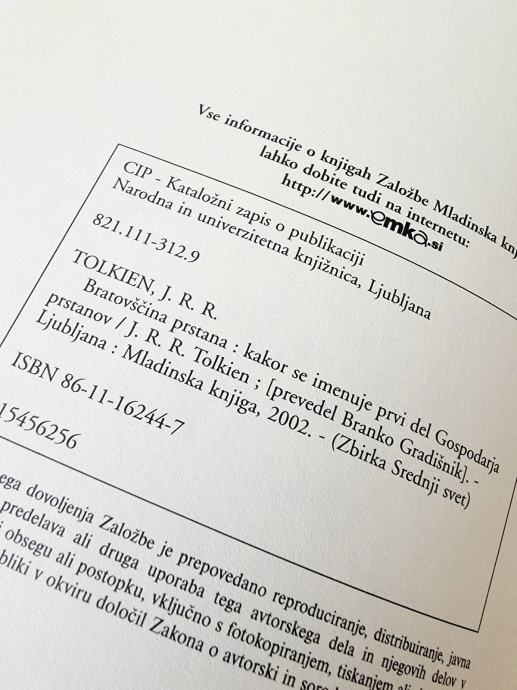 Vse informacije o knjigah Založbe Mladinska
lahko dobite tudi na internetu:
http://www.emka.si
CIP - Kataložni zapis o publikaciji
Narodna in univerzitetna knjižnica, Ljubljana
821.111-312.9
TOLKIEN, J. R. R.
Bratovščina prstana : kakor se imenuje prvi del Gospodarja
prstanov / J. R. R. Tolkien ; [prevedel Branko Gradišnik]. -
Ljubljana : Mladinska knjiga, 2002. - (Zbirka Srednji svet)
ISBN 86-11-16244-7
15456256
dovoljenja Založbe je prepovedano reproduciranje, distribuiranje, javna
predelava ali druga uporaba tega avtorskega dela in njegovih delov v
obsegu ali postopku, vključno s fotokopiranjem, tiskanjem ali
v okviru določil Zakona o avtorski in